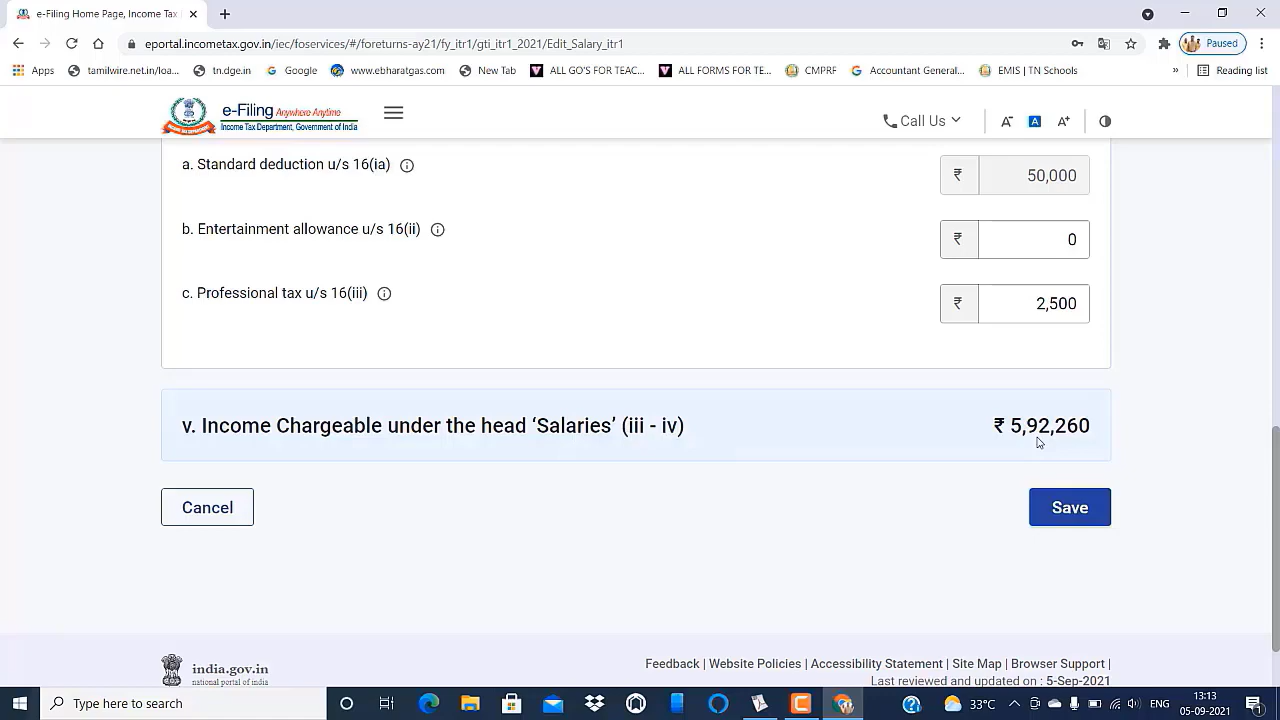 e-Filing Home Page, Income Tax
eportal.incometax.gov.in/iec/foservices/#/foreturns-ay21/fy_itr1/gti_itr1_2021/Edit_Salary_itr1
Paused
Apps
tamilwire.net.in/loa...
tn.dge.in
Google
www.ebharatgas.com
New Tab
ALL GO'S FOR TEAC...
ALL FORMS FOR TE...
CMPRF
Accountant General...
EMIS | TN Schools
»
Reading list
e-Filing Anywhere Anytime
Income Tax Department, Government of India
Call Us
A-
A
A+
a. Standard deduction u/s 16(ia)
₹ 50,000
b. Entertainment allowance u/s 16(ii)
₹ 0
c. Professional tax u/s 16(iii)
₹ 2,500
v. Income Chargeable under the head ‘Salaries’ (iii - iv)
₹ 5,92,260
Cancel
Save
india.gov.in
national portal of india
Feedback | Website Policies | Accessibility Statement | Site Map | Browser Support |
Last reviewed and updated on : 5-Sep-2021
Type here to search
33°C
ENG
13:13
05-09-2021